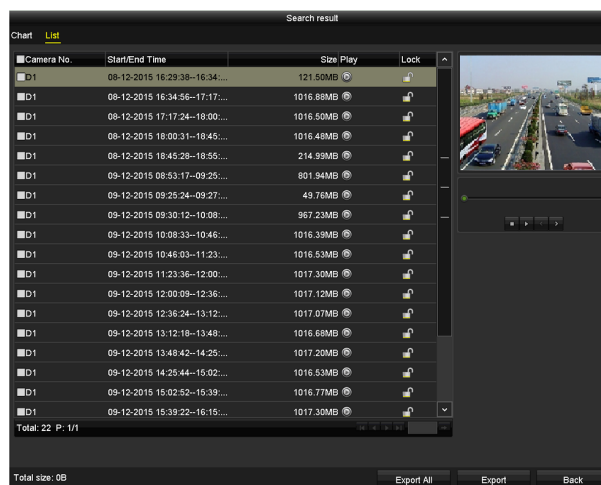 Search result
Chart List
Camera No. Start/End Time Size Play Lock
D1 08-12-2015 16:29:38--16:34:... 121.50MB
D1 08-12-2015 16:34:56--17:17:... 1016.88MB
D1 08-12-2015 17:17:24--18:00:... 1016.50MB
D1 08-12-2015 18:00:31--18:45:... 1016.48MB
D1 08-12-2015 18:45:28--18:55:... 214.99MB
D1 09-12-2015 08:53:17--09:25:... 801.94MB
D1 09-12-2015 09:25:24--09:27:... 49.76MB
D1 09-12-2015 09:30:12--10:08:... 967.23MB
D1 09-12-2015 10:08:33--10:46:... 1016.39MB
D1 09-12-2015 10:46:03--11:23:... 1016.53MB
D1 09-12-2015 11:23:36--12:00:... 1017.30MB
D1 09-12-2015 12:00:09--12:36:... 1017.12MB
D1 09-12-2015 12:36:24--13:12:... 1017.07MB
D1 09-12-2015 13:12:18--13:48:... 1016.68MB
D1 09-12-2015 13:48:42--14:25:... 1017.20MB
D1 09-12-2015 14:25:44--15:02:... 1016.53MB
D1 09-12-2015 15:02:52--15:39:... 1016.77MB
D1 09-12-2015 15:39:22--16:15:... 1017.30MB
Total: 22 P: 1/1
Total size: 0B
Export All Export Back